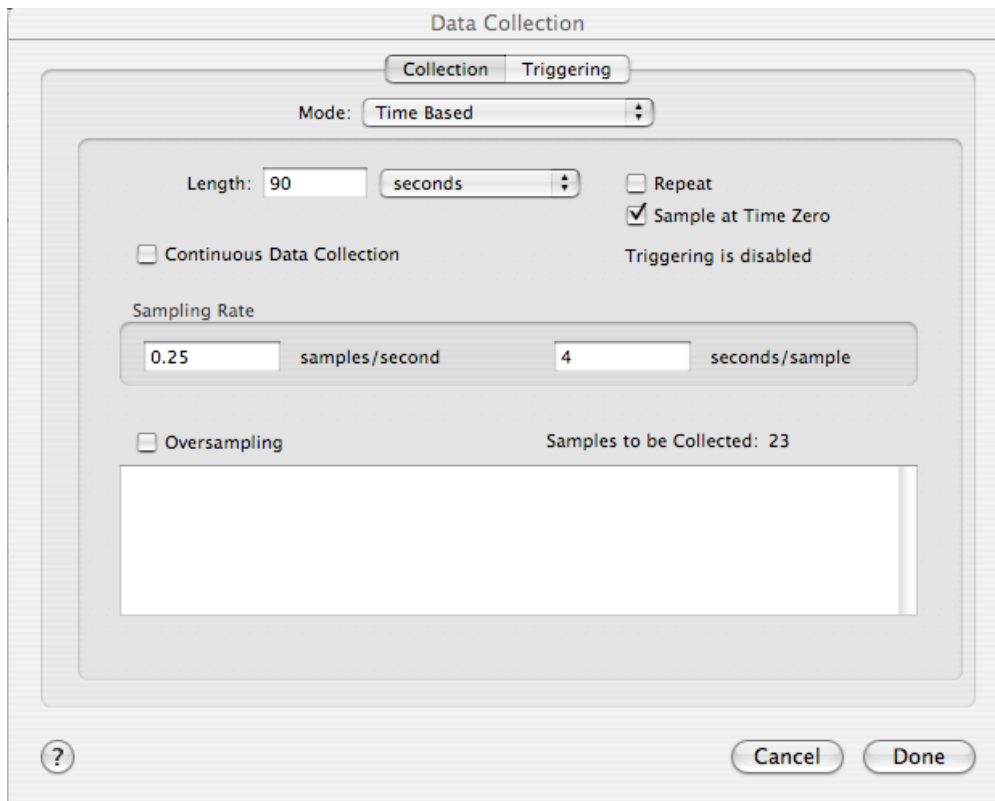 Data Collection
Collection Triggering
Mode: Time Based
Length: 90 seconds
Repeat
Sample at Time Zero
Continuous Data Collection
Triggering is disabled
Sampling Rate
0.25 samples/second 4 seconds/sample
Oversampling
Samples to be Collected: 23
? Cancel Done